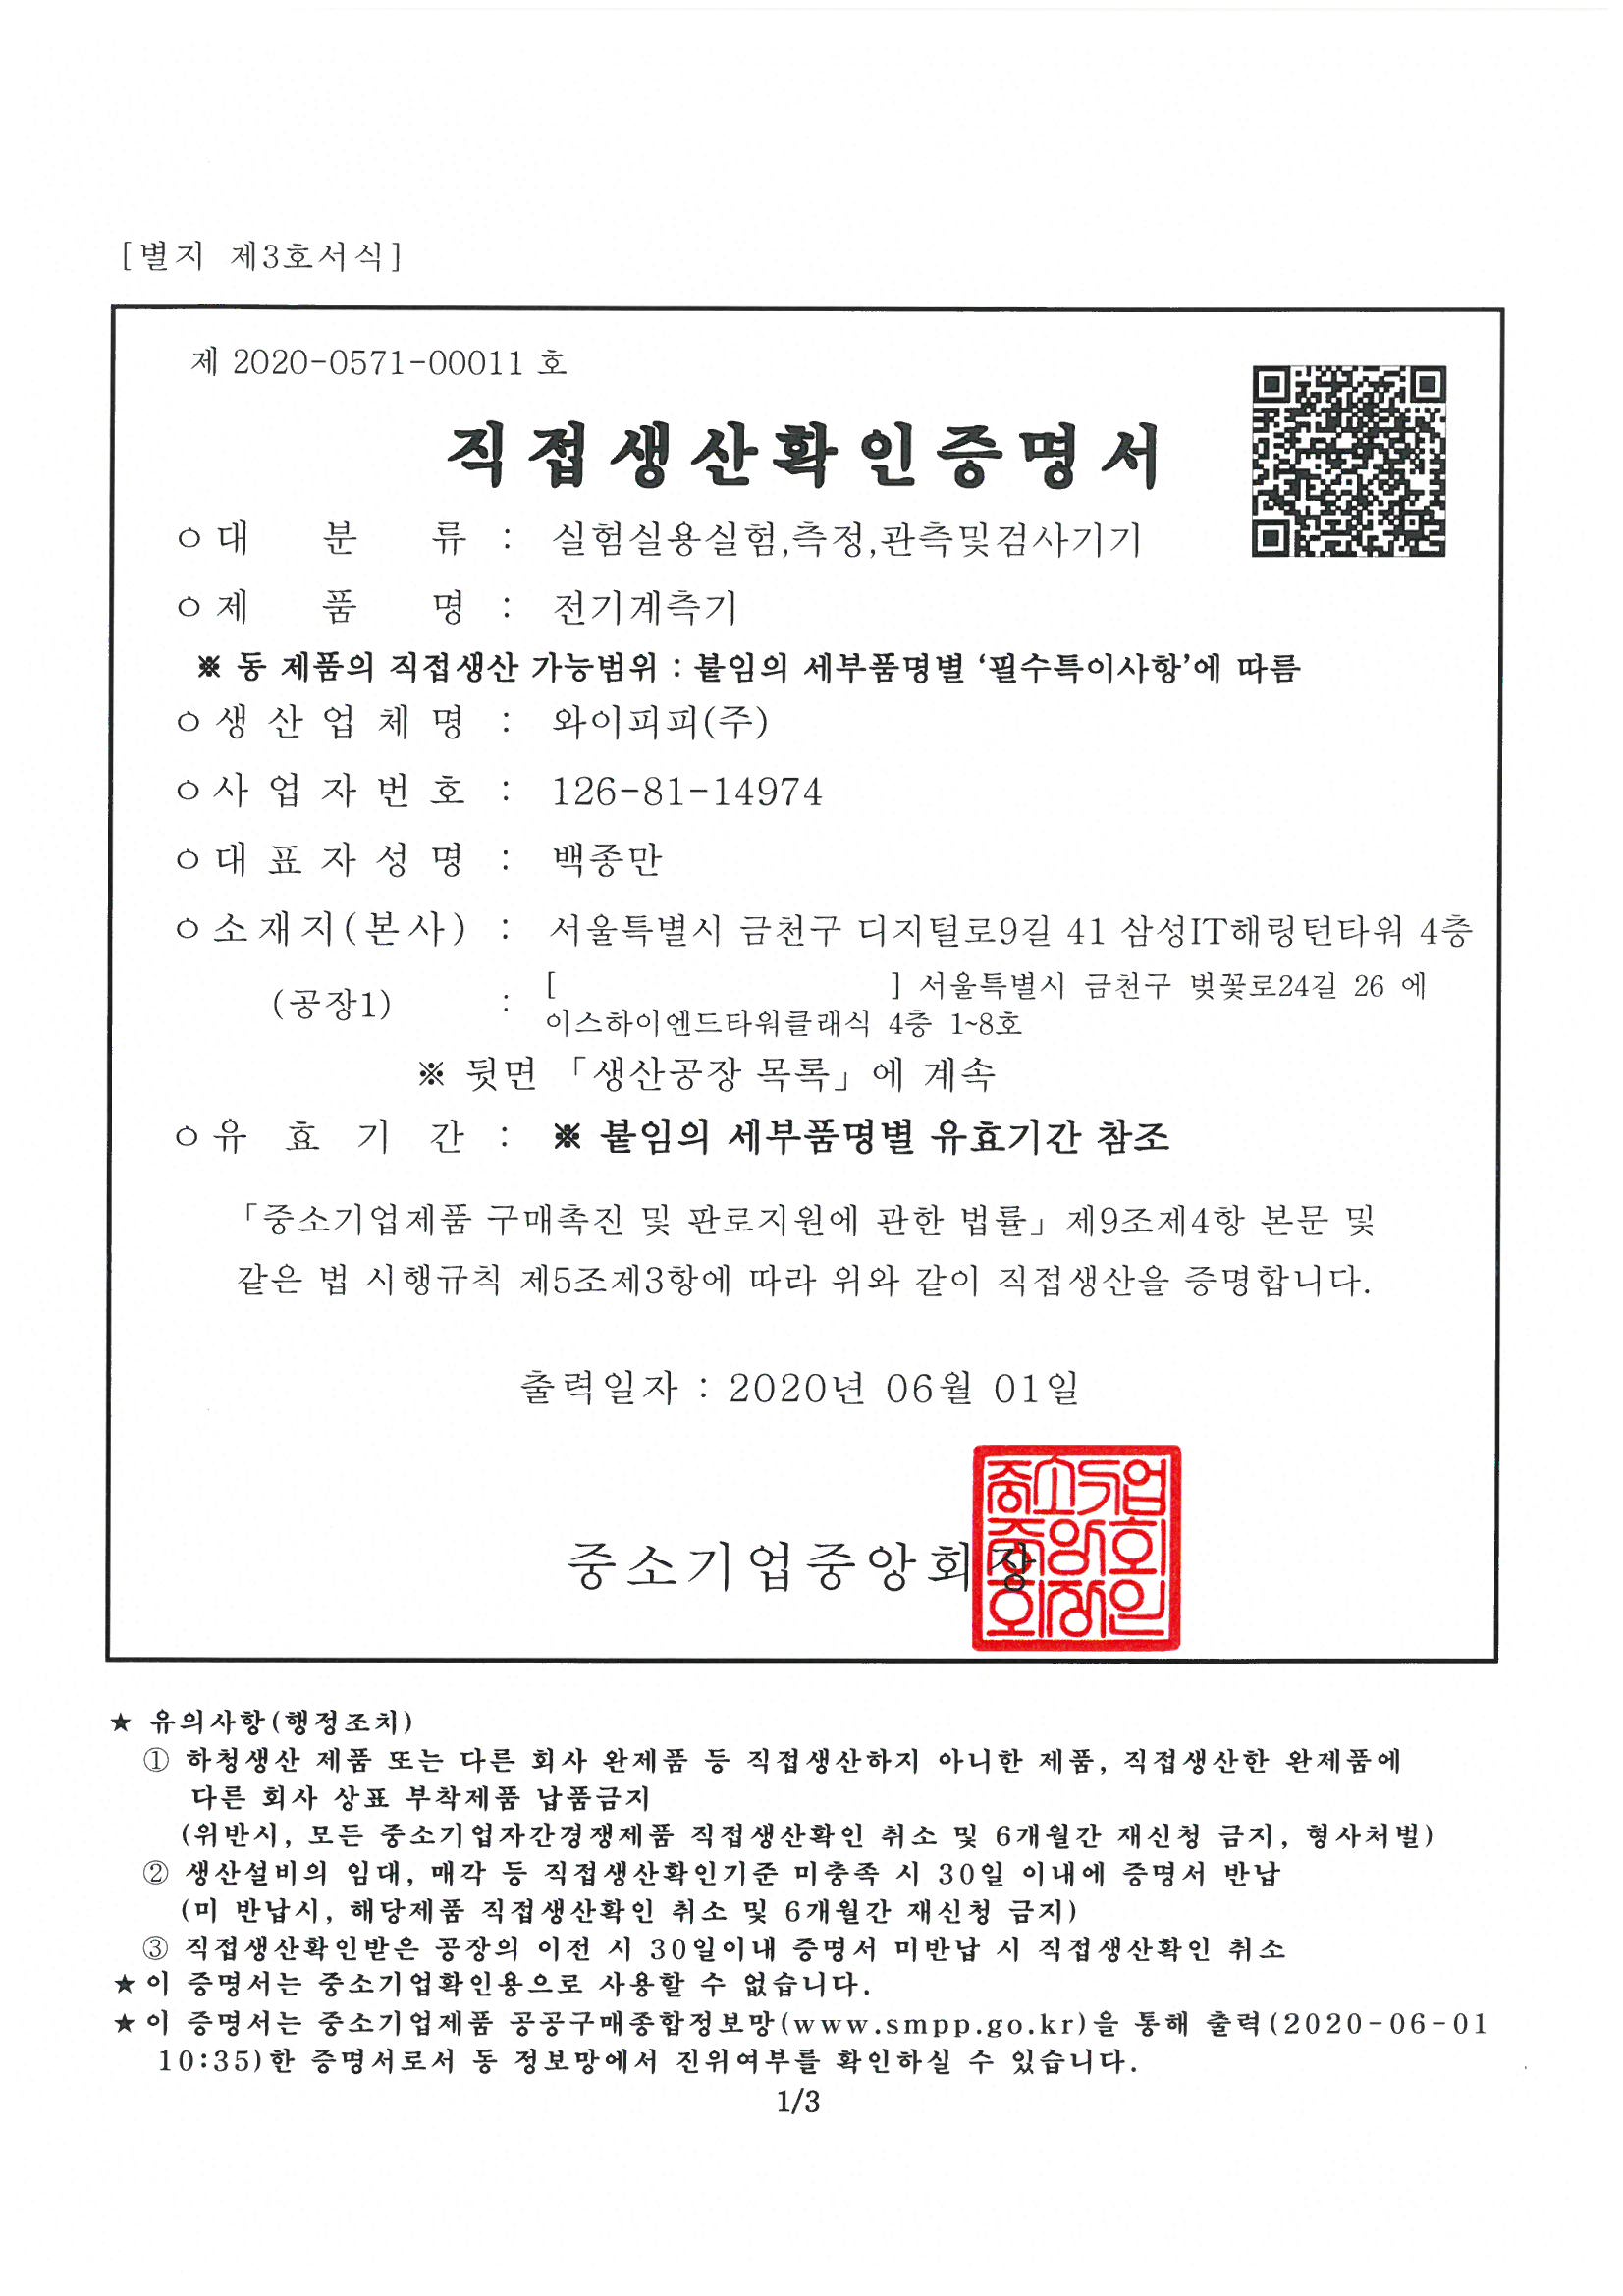 [별지 제3호서식]
제 2020-0571-00011 호
직접생산확인증명서
ㅇ대 분 류 : 실험실용실험,측정,관측및검사기기
ㅇ제 품 명 : 전기계측기
※ 동 제품의 직접생산 가능범위 : 붙임의 세부품명별 '필수특이사항'에 따름
ㅇ생 산 업 체 명 : 와이피피(주)
ㅇ사 업 자 번 호 : 126-81-14974
ㅇ대 표 자 성 명 : 백종만
ㅇ소재지(본사) : 서울특별시 금천구 디지털로9길 41 삼성IT해링턴타워 4층
(공장1) : [ ] 서울특별시 금천구 벚꽃로24길 26 에
이스하이엔드타워클래식 4층 1~8호
※ 뒷면 「생산공장 목록」에 계속
ㅇ유 효 기 간 : ※ 붙임의 세부품명별 유효기간 참조
「중소기업제품 구매촉진 및 판로지원에 관한 법률」제9조제4항 본문 및
같은 법 시행규칙 제5조제3항에 따라 위와 같이 직접생산을 증명합니다.
출력일자 : 2020년 06월 01일
중소기업중앙회장
중소기업
중앙회
회장인
★ 유의사항(행정조치)
① 하청생산 제품 또는 다른 회사 완제품 등 직접생산하지 아니한 제품, 직접생산한 완제품에
다른 회사 상표 부착제품 납품금지
(위반시, 모든 중소기업자간경쟁제품 직접생산확인 취소 및 6개월간 재신청 금지, 형사처벌)
② 생산설비의 임대, 매각 등 직접생산확인기준 미충족 시 30일 이내에 증명서 반납
(미 반납시, 해당제품 직접생산확인 취소 및 6개월간 재신청 금지)
③ 직접생산확인받은 공장의 이전 시 30일이내 증명서 미반납 시 직접생산확인 취소
★이 증명서는 중소기업확인용으로 사용할 수 없습니다.
★이 증명서는 중소기업제품 공공구매종합정보망(www.smpp.go.kr)을 통해 출력(2020-06-01
10:35)한 증명서로서 동 정보망에서 진위여부를 확인하실 수 있습니다.
1/3